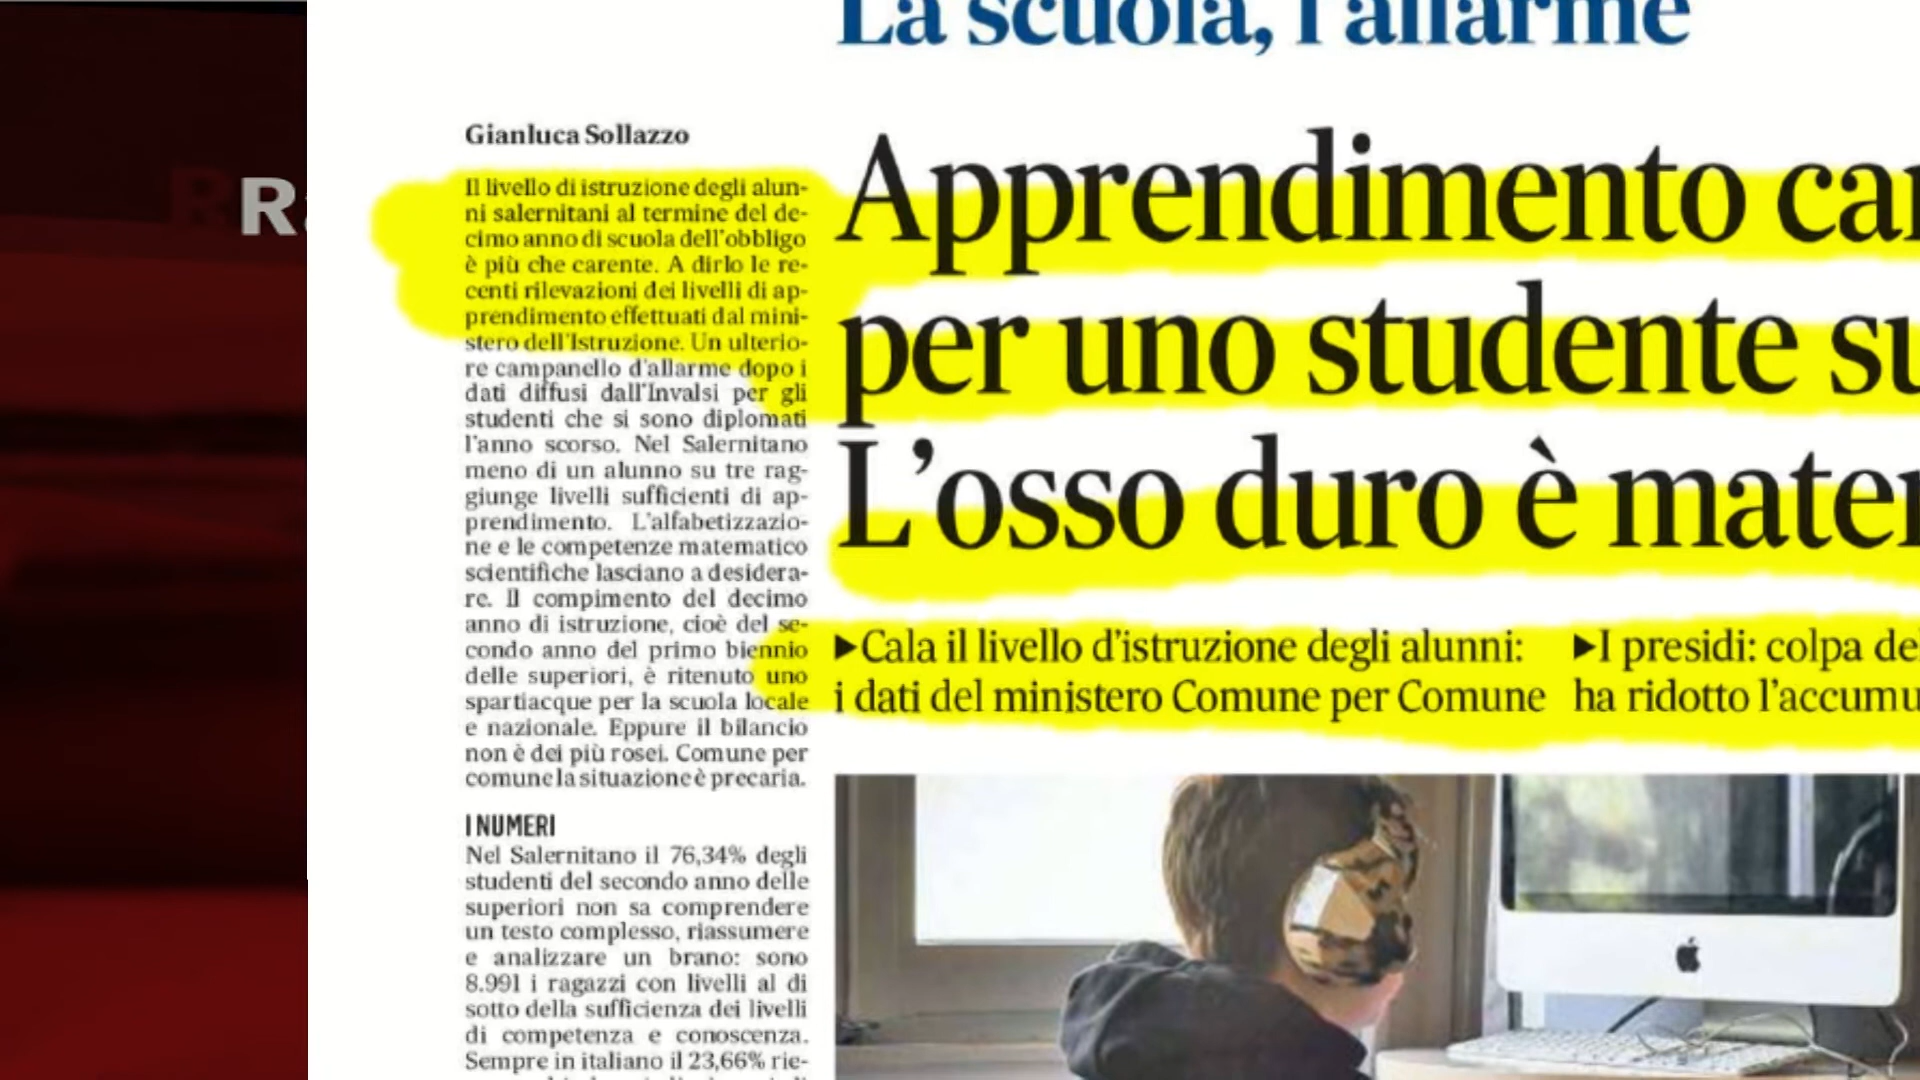 La scuola, l'allarme
R
Gianluca Sollazzo
Il livello di istruzione degli alun-
ni salernitani al termine del de-
cimo anno di scuola dell'obbligo
è più che carente. A dirlo le re-
centi rilevazioni dei livelli di ap-
prendimento effettuati dal mini-
stero dell'Istruzione. Un ulterio-
re campanello d'allarme dopo i
dati diffusi dall'Invalsi per gli
studenti che si sono diplomati
l'anno scorso. Nel Salernitano
meno di un alunno su tre rag-
giunge livelli sufficienti di ap-
prendimento. L'alfabetizzazio-
ne e le competenze matematico
scientifiche lasciano a desidera-
re. Il compimento del decimo
anno di istruzione, cioè del se-
condo anno del primo biennio
delle superiori, è ritenuto uno
spartiacque per la scuola locale
e nazionale. Eppure il bilancio
non è dei più rosei. Comune per
comune la situazione è precaria.
I NUMERI
Nel Salernitano il 76,34% degli
studenti del secondo anno delle
superiori non sa comprendere
un testo complesso, riassumere
e analizzare un brano: sono
8.991 i ragazzi con livelli al di
sotto della sufficienza dei livelli
di competenza e conoscenza.
Sempre in italiano il 23,66% rie-
Apprendimento car
per uno studente su
L'osso duro è mater
▶Cala il livello d'istruzione degli alunni:
i dati del ministero Comune per Comune
▶I presidi: colpa de
ha ridotto l'accumu